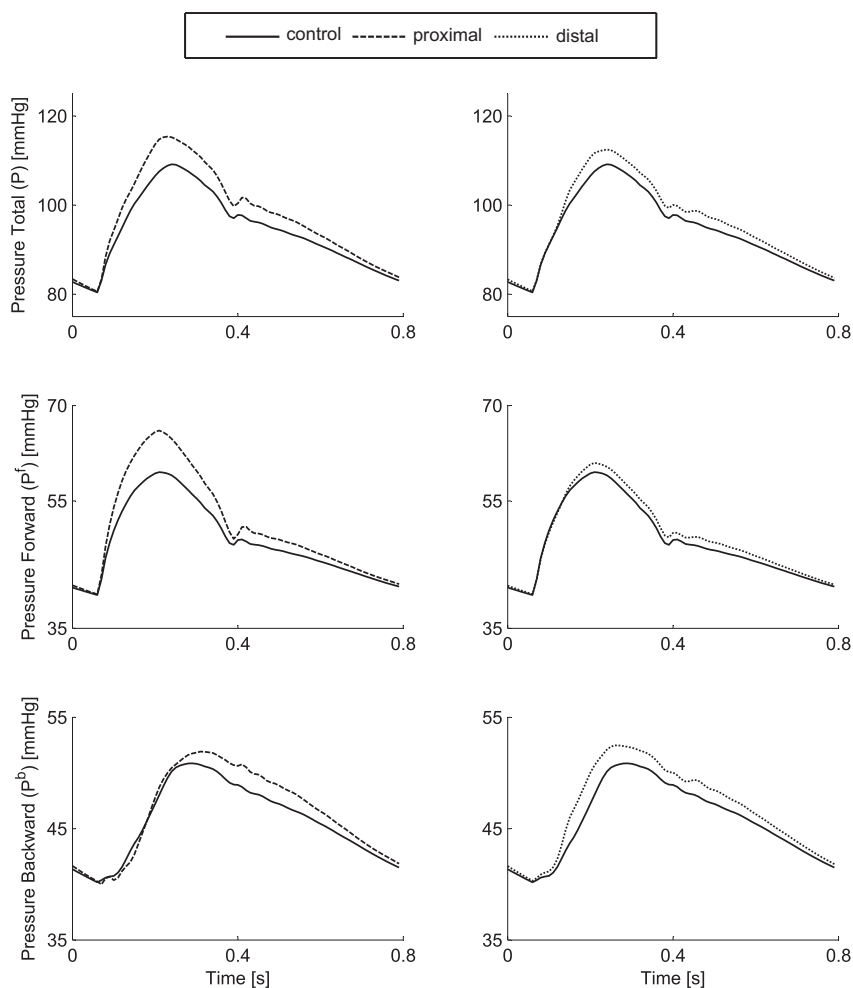 control proximal distal
Pressure Total (P) [mmHg]
120
100
80
0 0.4 0.8
120
100
80
0 0.4 0.8
Pressure Forward (Pf) [mmHg]
70
55
35
0 0.4 0.8
70
55
35
0 0.4 0.8
Pressure Backward (Pb) [mmHg]
55
45
35
0 0.4 0.8
Time [s]
55
45
35
0 0.4 0.8
Time [s]